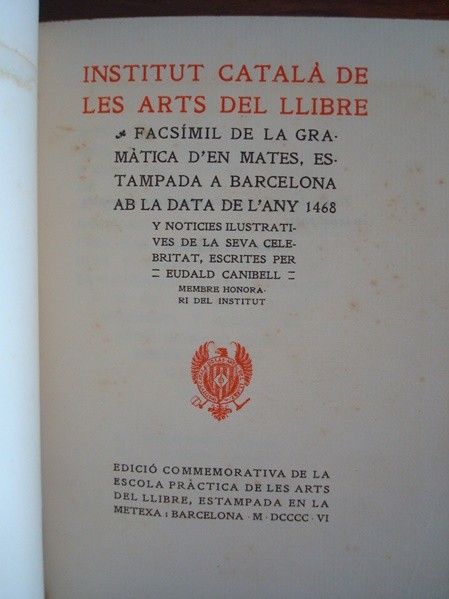 INSTITUT CATALÀ DE
LES ARTS DEL LLIBRE
FACSÍMIL DE LA GRA-
MÀTICA D'EN MATES, ES-
TAMPADA A BARCELONA
AB LA DATA DE L'ANY 1468
Y NOTICIES ILUSTRATI-
VES DE LA SEVA CELE-
BRITAT, ESCRITES PER
EUDALD CANIBELL
MEMBRE HONORA-
RI DEL INSTITUT
EDICIÓ COMMEMORATIVA DE LA
ESCOLA PRÀCTICA DE LES ARTS
DEL LLIBRE, ESTAMPADA EN LA
METEXA : BARCELONA · M · DCCCC · VI